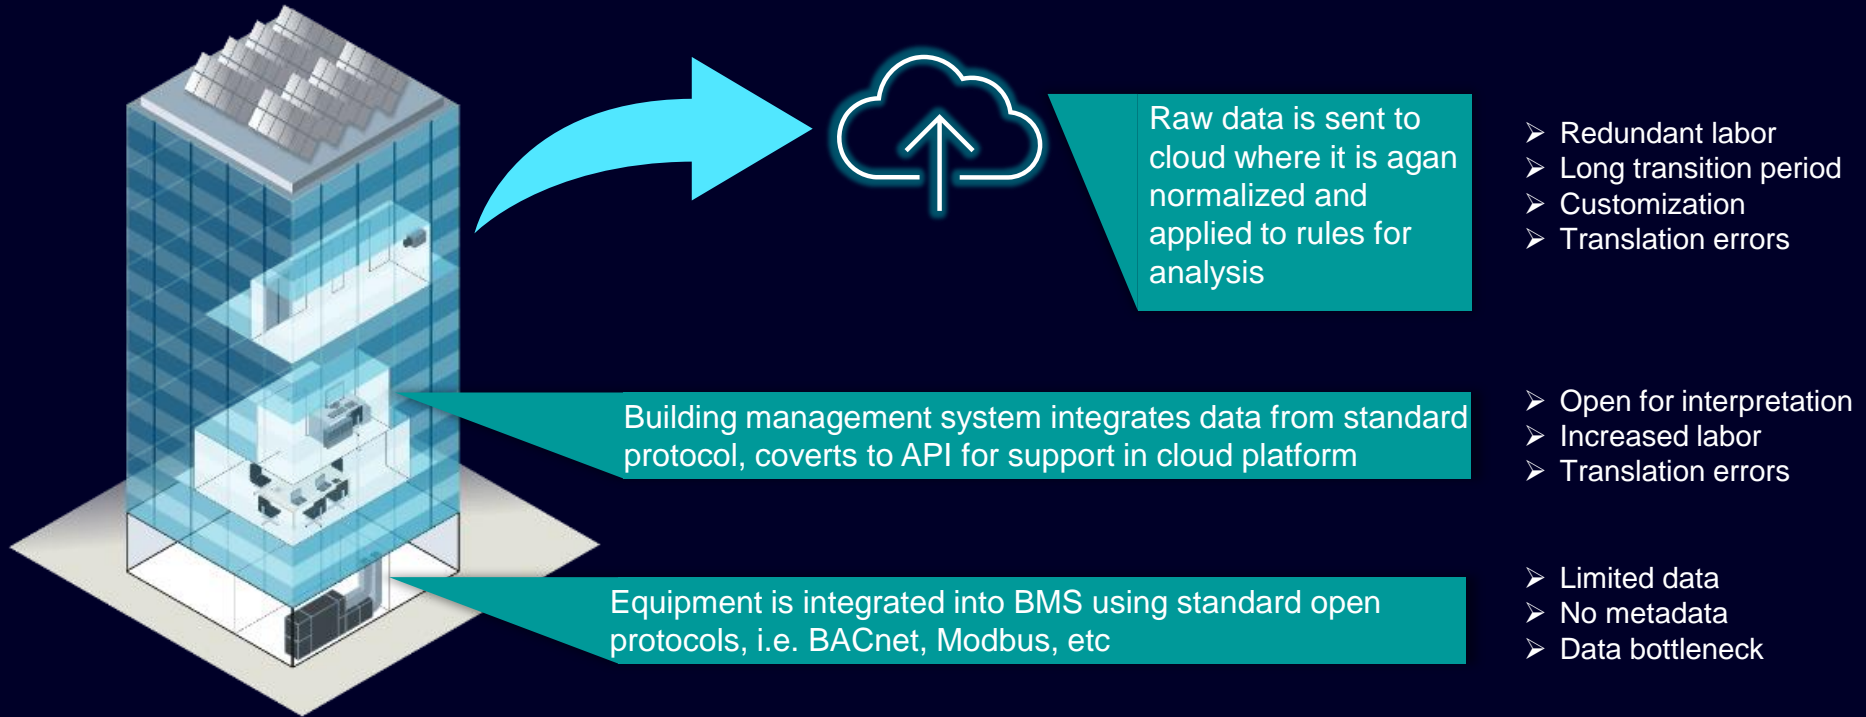 Raw data is sent to
cloud where it is agan
normalized and
applied to rules for
analysis
➢ Redundant labor
➢ Long transition period
➢ Customization
➢ Translation errors
Building management system integrates data from standard
protocol, coverts to API for support in cloud platform
➢ Open for interpretation
➢ Increased labor
➢ Translation errors
Equipment is integrated into BMS using standard open
protocols, i.e. BACnet, Modbus, etc
➢ Limited data
➢ No metadata
➢ Data bottleneck